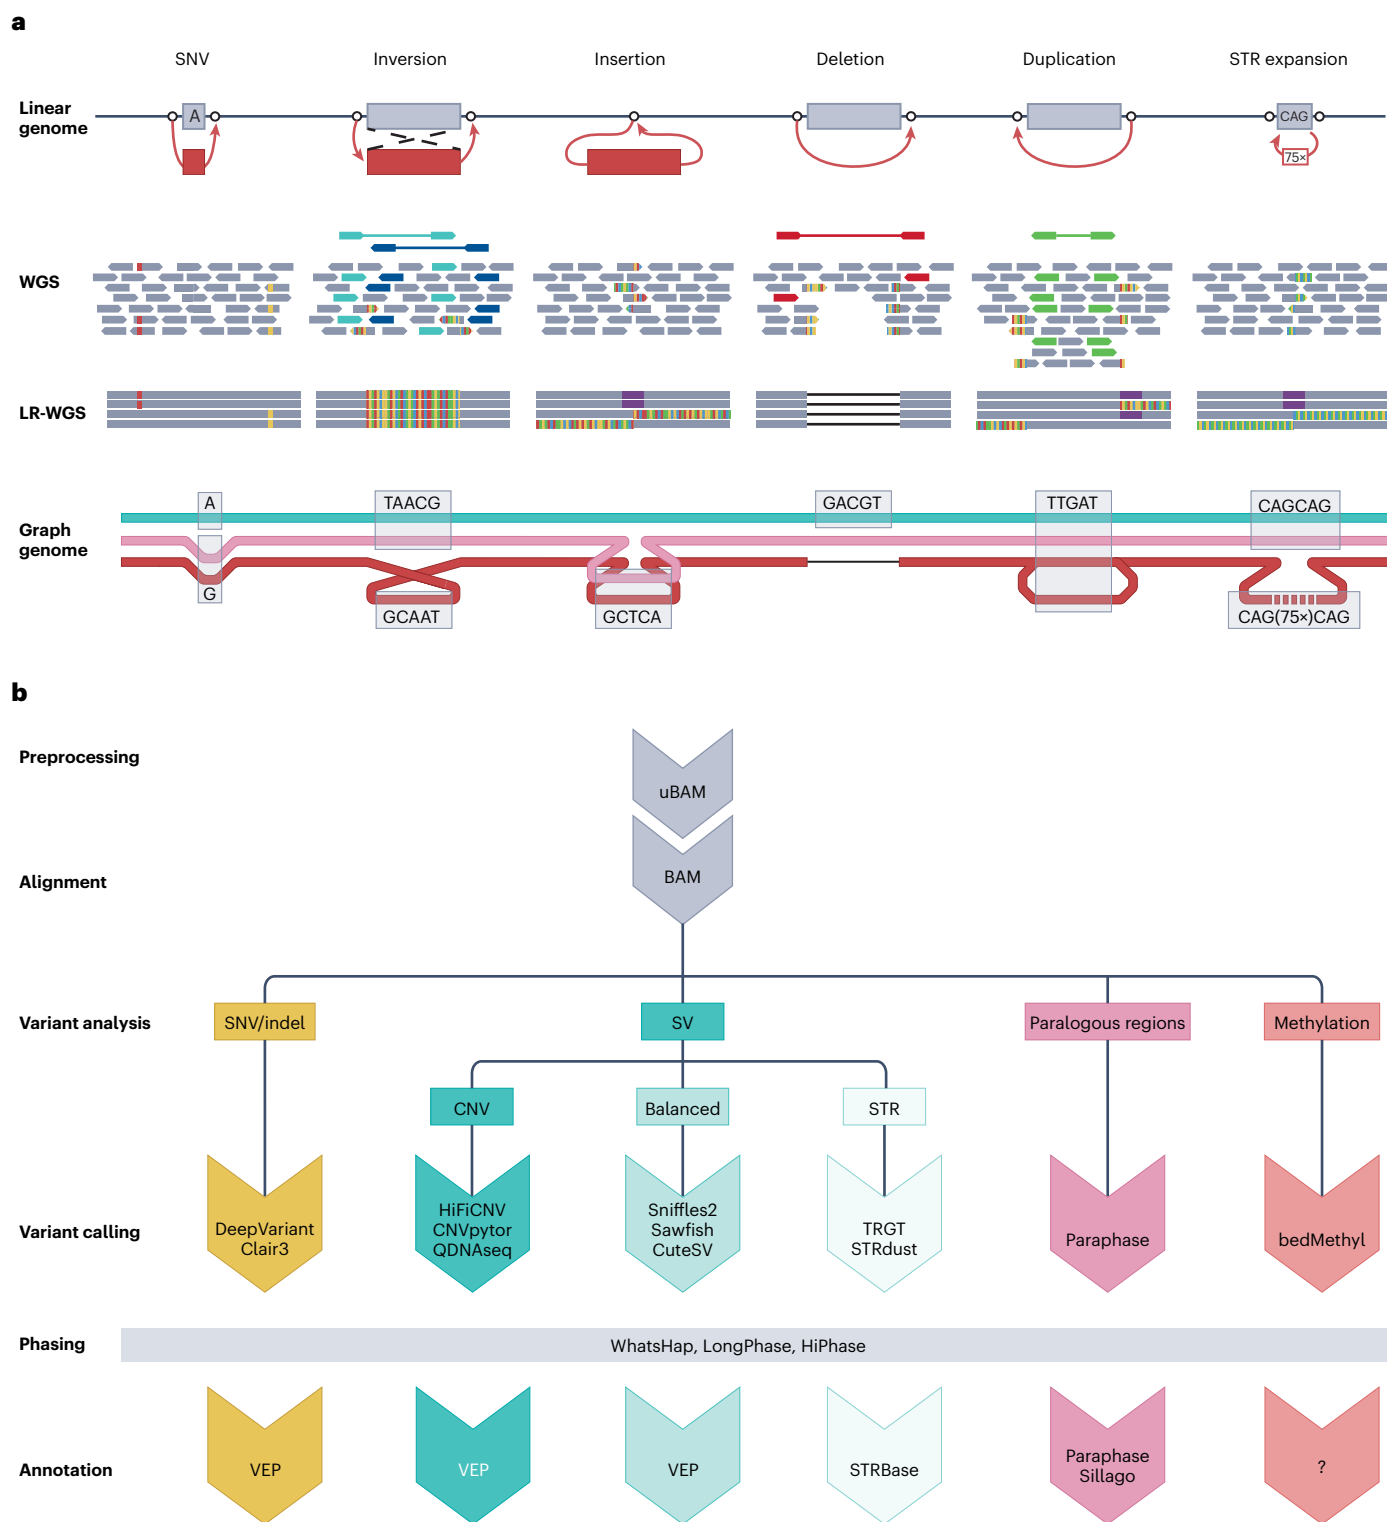 a
SNV
Inversion
Insertion
Deletion
Duplication
STR expansion
Linear
genome
A
CAG
75×
WGS
LR-WGS
Graph
genome
A
TAACG
GACGT
TTGAT
CAGCAG
G
GCAAT
GCTCA
CAG(75×)CAG
b
Preprocessing
uBAM
Alignment
BAM
Variant analysis
SNV/indel
SV
Paralogous regions
Methylation
CNV
Balanced
STR
Variant calling
DeepVariant
Clair3
HiFiCNV
CNVpytor
QDNAseq
Sniffles2
Sawfish
CuteSV
TRGT
STRdust
Paraphase
bedMethyl
Phasing
WhatsHap, LongPhase, HiPhase
Annotation
VEP
VEP
VEP
STRBase
Paraphase
Sillago
?